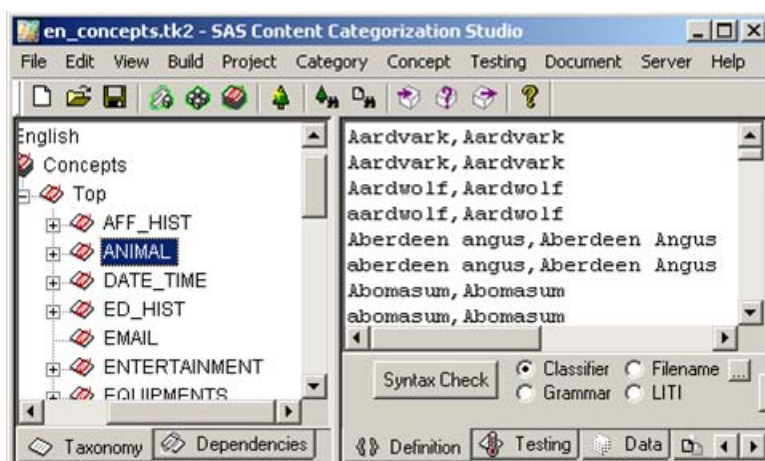 en_concepts.tk2 - SAS Content Categorization Studio
File Edit View Build Project Category Concept Testing Document Server Help
English
Concepts
Top
AFF_HIST
ANIMAL
DATE_TIME
ED_HIST
EMAIL
ENTERTAINMENT
EQUIPMENTS
Taxonomy Dependencies
Aardvark,Aardvark
Aardvark,Aardvark
Aardwolf,Aardwolf
aardwolf,Aardwolf
Aberdeen angus,Aberdeen Angus
aberdeen angus,Aberdeen Angus
Abomasum,Abomasum
abomasum,Abomasum
Syntax Check
Classifier Filename ...
Grammar LITI
Definition Testing Data